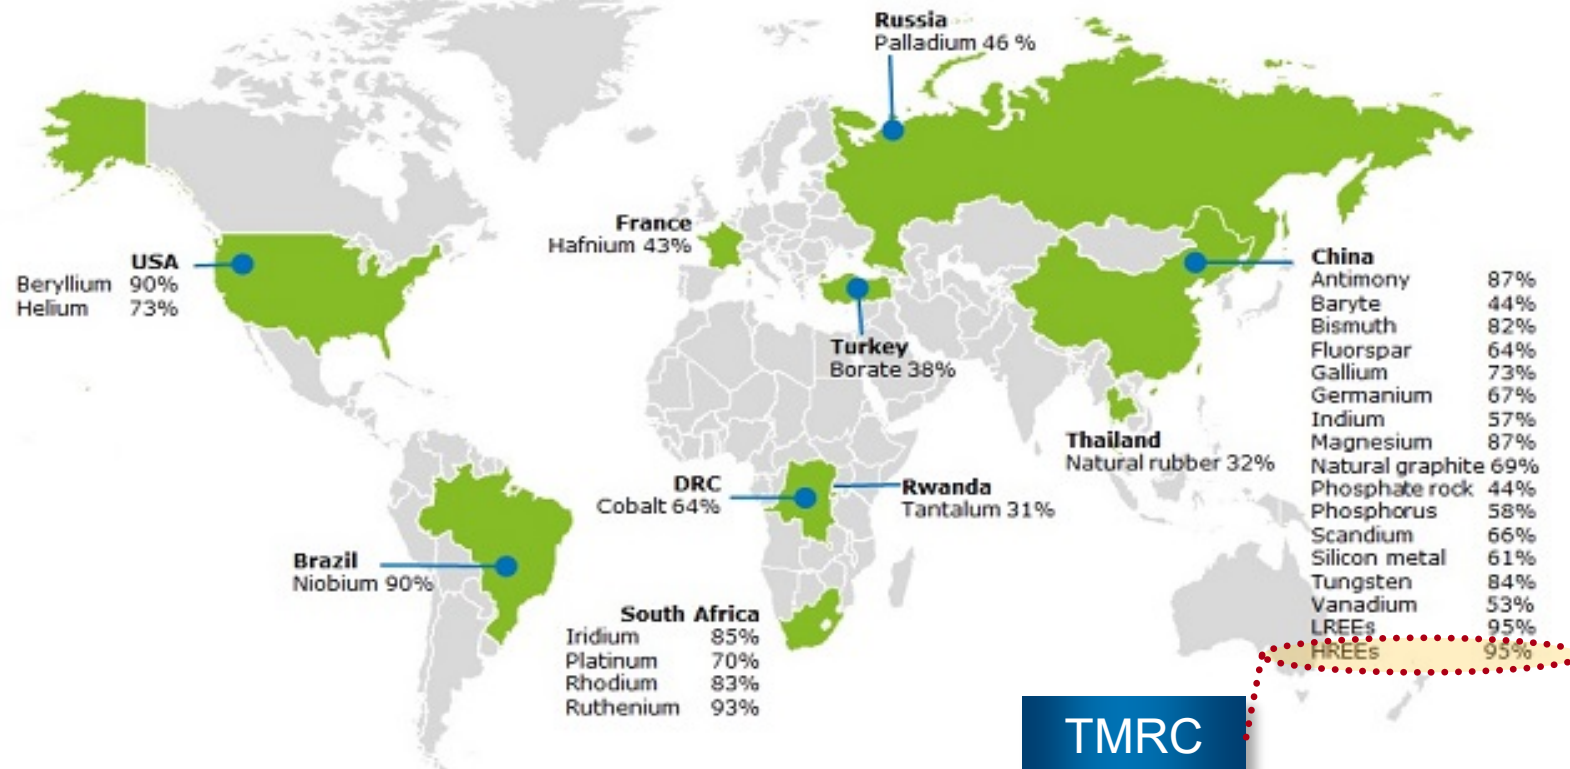 Russia
Palladium 46 %
France
Hafnium 43%
USA
Beryllium 90%
Helium 73%
China
Antimony 87%
Baryte 44%
Bismuth 82%
Fluorspar 64%
Gallium 73%
Germanium 67%
Indium 57%
Magnesium 87%
Natural graphite 69%
Phosphate rock 44%
Phosphorus 58%
Scandium 66%
Silicon metal 61%
Tungsten 84%
Vanadium 53%
LREEs 95%
HREEs 95%
Turkey
Borate 38%
Thailand
Natural rubber 32%
DRC
Cobalt 64%
Rwanda
Tantalum 31%
Brazil
Niobium 90%
South Africa
Iridium 85%
Platinum 70%
Rhodium 83%
Ruthenium 93%
TMRC